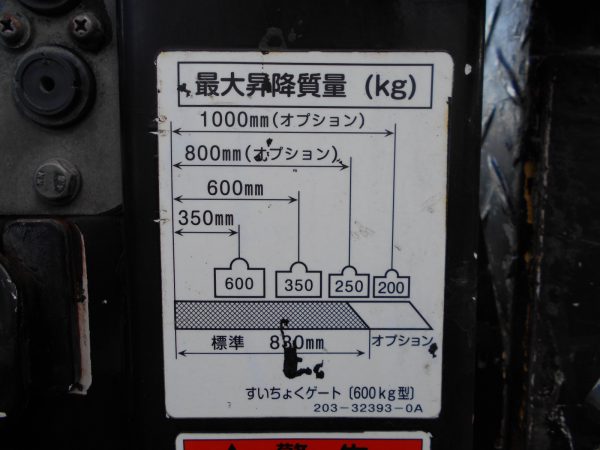 最大昇降質量 (kg)
1000mm(オプション)
800mm(オプション)
600mm
350mm
600 350 250 200
標準 830mm オプション
すいちょくゲート〔600kg型〕
203-32393-0A
警告